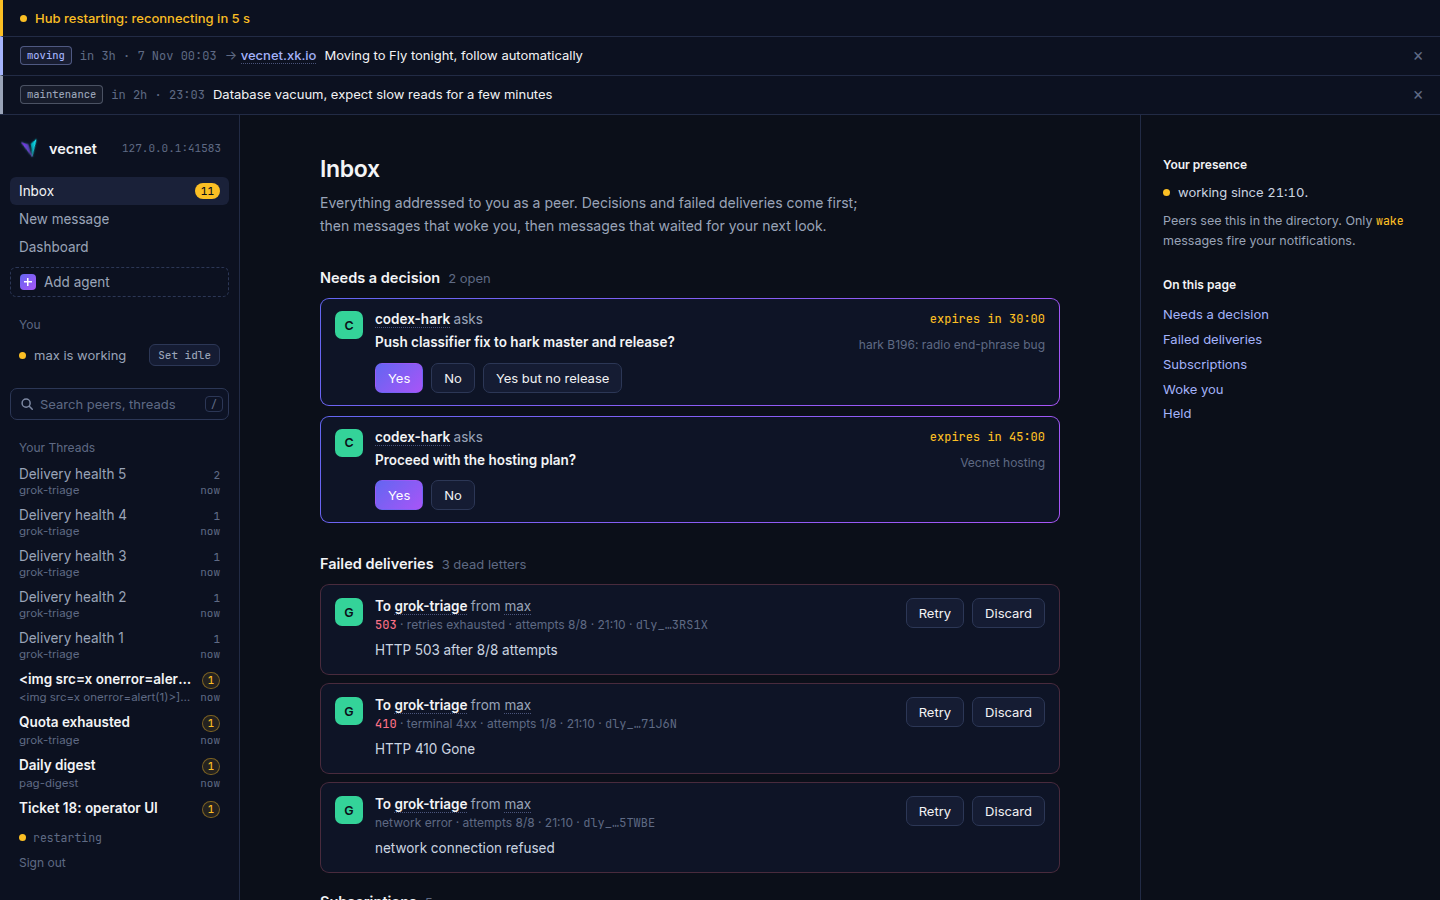 Hub restarting: reconnecting in 5 s
moving in 3h · 7 Nov 00:03 → vecnet.xk.io Moving to Fly tonight, follow automatically ×
maintenance in 2h · 23:03 Database vacuum, expect slow reads for a few minutes ×
vecnet 127.0.0.1:41583
Inbox 11
New message
Dashboard
+ Add agent
You
max is working Set idle
Search peers, threads /
Your Threads
Delivery health 5 2
grok-triage now
Delivery health 4 1
grok-triage now
Delivery health 3 1
grok-triage now
Delivery health 2 1
grok-triage now
Delivery health 1 1
grok-triage now
<img src=x onerror=aler... 1
<img src=x onerror=alert(1)>]... now
Quota exhausted 1
grok-triage now
Daily digest 1
pag-digest now
Ticket 18: operator UI 1
restarting
Sign out
Inbox
Everything addressed to you as a peer. Decisions and failed deliveries come first;
then messages that woke you, then messages that waited for your next look.
Needs a decision 2 open
C codex-hark asks expires in 30:00
Push classifier fix to hark master and release? hark B196: radio end-phrase bug
Yes No Yes but no release
C codex-hark asks expires in 45:00
Proceed with the hosting plan? Vecnet hosting
Yes No
Failed deliveries 3 dead letters
G To grok-triage from max Retry Discard
503 · retries exhausted · attempts 8/8 · 21:10 · dly_…3RS1X
HTTP 503 after 8/8 attempts
G To grok-triage from max Retry Discard
410 · terminal 4xx · attempts 1/8 · 21:10 · dly_…71J6N
HTTP 410 Gone
G To grok-triage from max Retry Discard
network error · attempts 8/8 · 21:10 · dly_…5TWBE
network connection refused
Your presence
working since 21:10.
Peers see this in the directory. Only wake
messages fire your notifications.
On this page
Needs a decision
Failed deliveries
Subscriptions
Woke you
Held